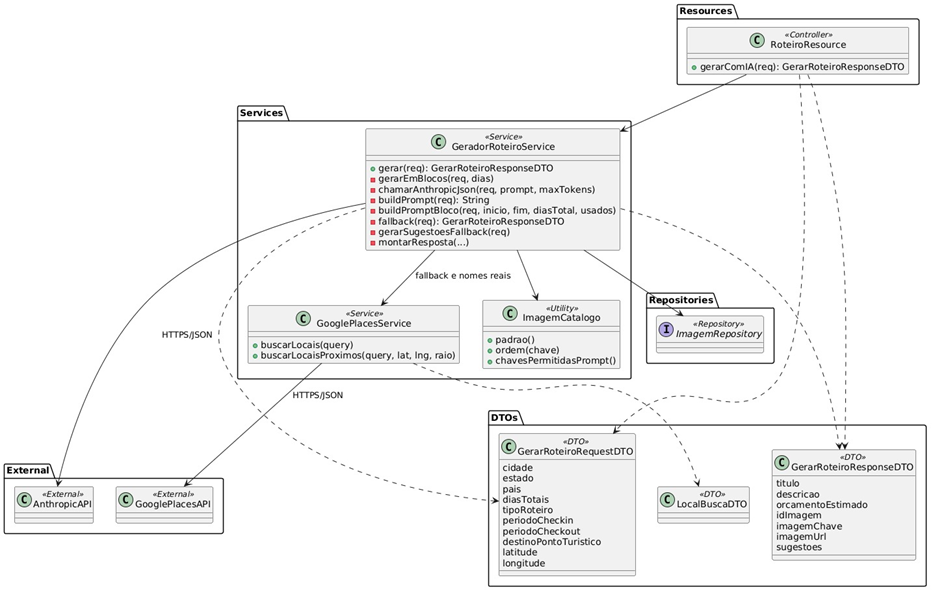 Resources
C «Controller»
RoteiroResource
gerarComIA(req): GerarRoteiroResponseDTO
Services
C «Service»
GeradorRoteiroService
gerar(req): GerarRoteiroResponseDTO
gerarEmBlocos(req, dias)
chamarAnthropicJson(req, prompt, maxTokens)
buildPrompt(req): String
buildPromptBloco(req, inicio, fim, diasTotal, usados)
fallback(req): GerarRoteiroResponseDTO
gerarSugestoesFallback(req)
montarResposta(...)
fallback e nomes reais
C «Service»
GooglePlacesService
buscarLocais(query)
buscarLocaisProximos(query, lat, lng, raio)
C «Utility»
ImagemCatalogo
padrao()
ordem(chave)
chavesPermitidasPrompt()
Repositories
I «Repository»
ImagemRepository
HTTPS/JSON
HTTPS/JSON
External
C «External»
AnthropicAPI
C «External»
GooglePlacesAPI
DTOs
C «DTO»
GerarRoteiroRequestDTO
cidade
estado
pais
diasTotais
tipoRoteiro
periodoCheckin
periodoCheckout
destinoPontoTuristico
latitude
longitude
C «DTO»
LocalBuscaDTO
C «DTO»
GerarRoteiroResponseDTO
titulo
descricao
orcamentoEstimado
idImagem
imagemChave
imagemUrl
sugestoes